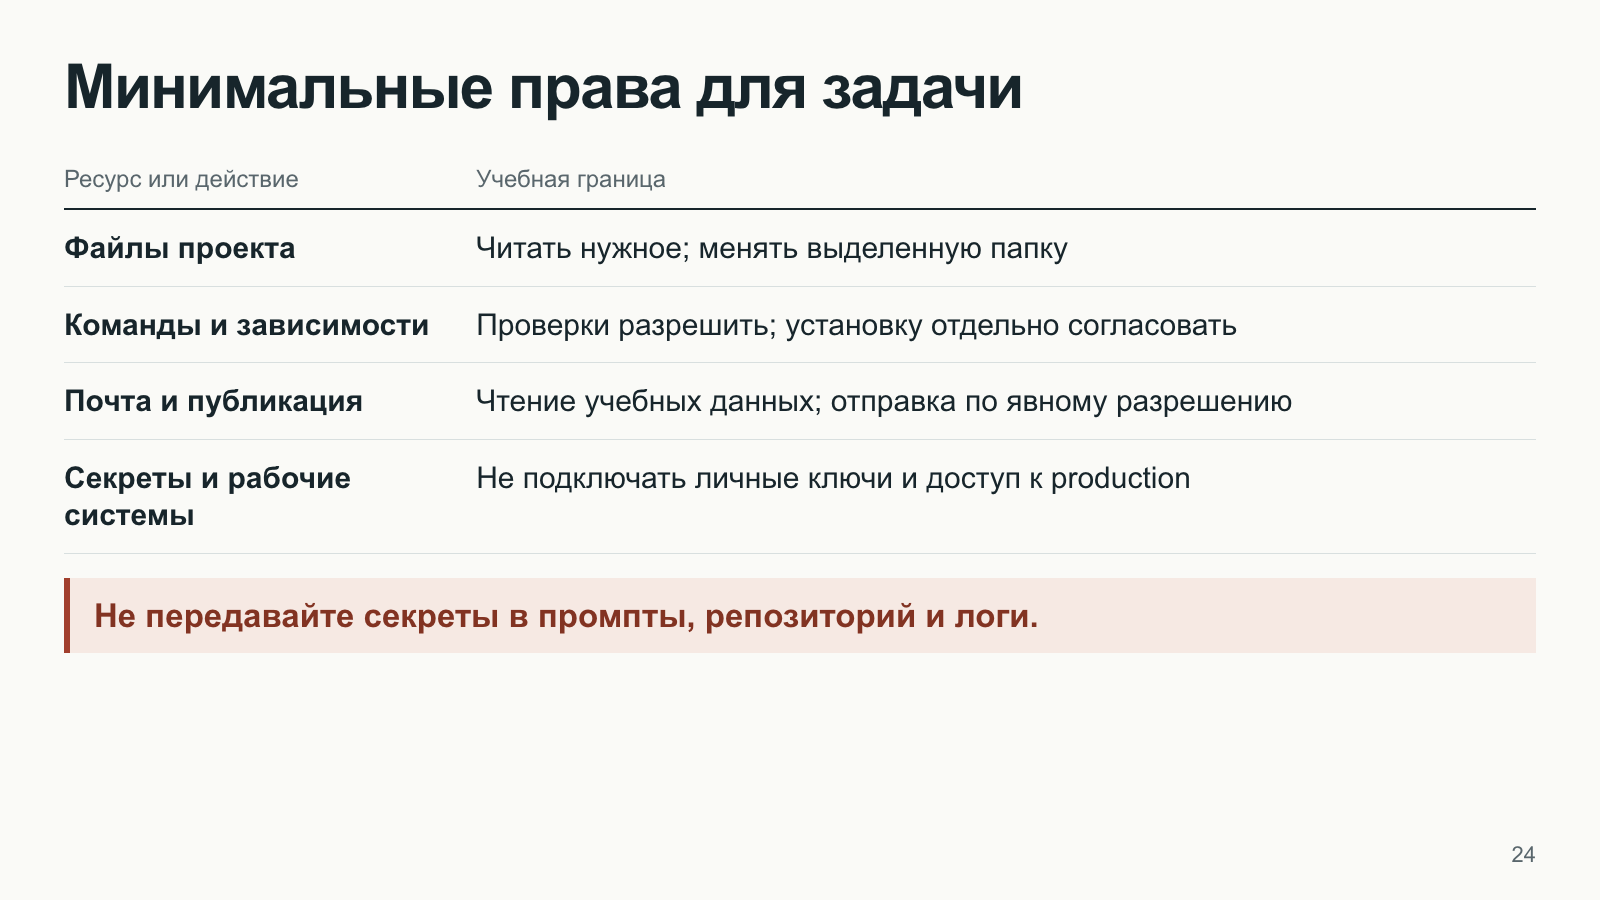 Минимальные права для задачи
Ресурс или действие Учебная граница
Файлы проекта Читать нужное; менять выделенную папку
Команды и зависимости Проверки разрешить; установку отдельно согласовать
Почта и публикация Чтение учебных данных; отправка по явному разрешению
Секреты и рабочие Не подключать личные ключи и доступ к production
системы
Не передавайте секреты в промпты, репозиторий и логи.
24